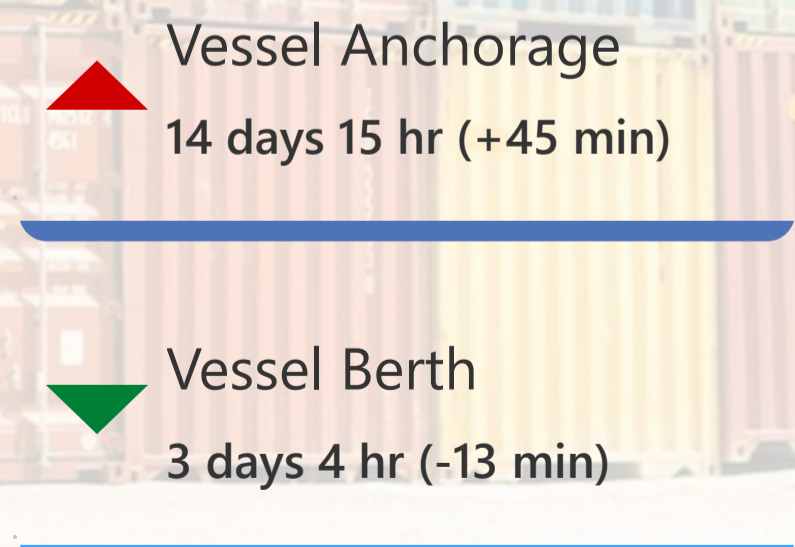 Vessel Anchorage
14 days 15 hr (+45 min)
Vessel Berth
3 days 4 hr (-13 min)